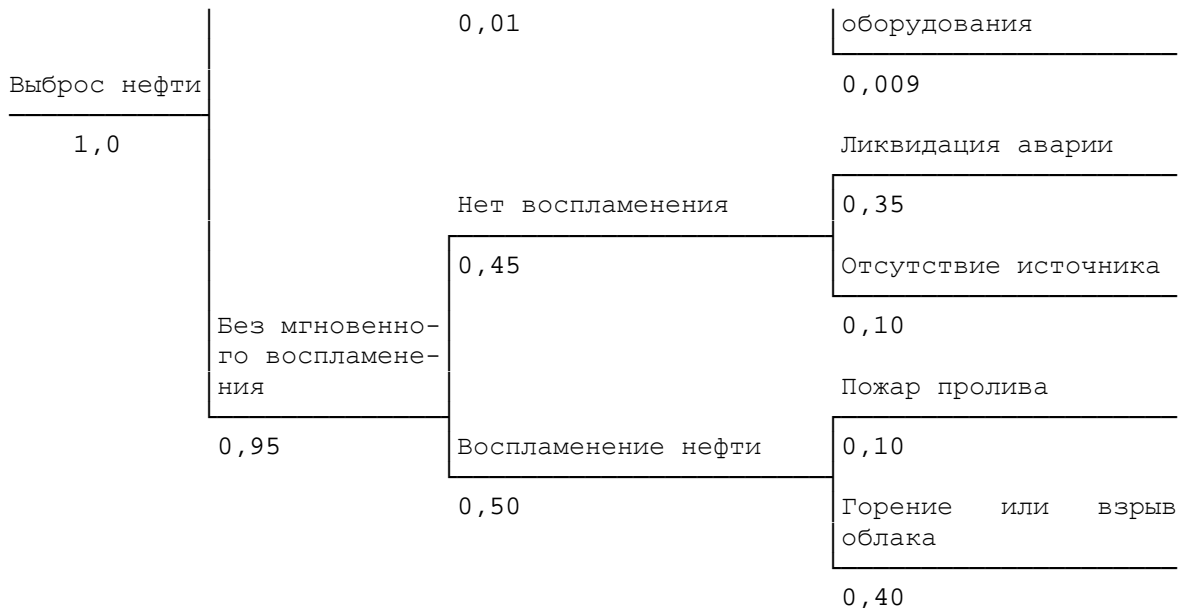 0,01
оборудования
Выброс нефти
0,009
1,0
Ликвидация аварии
Нет воспламенения
0,35
0,45
Отсутствие источника
Без мгновенно-
го воспламене-
ния
0,10
Пожар пролива
0,95
Воспламенение нефти
0,10
0,50
Горение или взрыв
облака
0,40